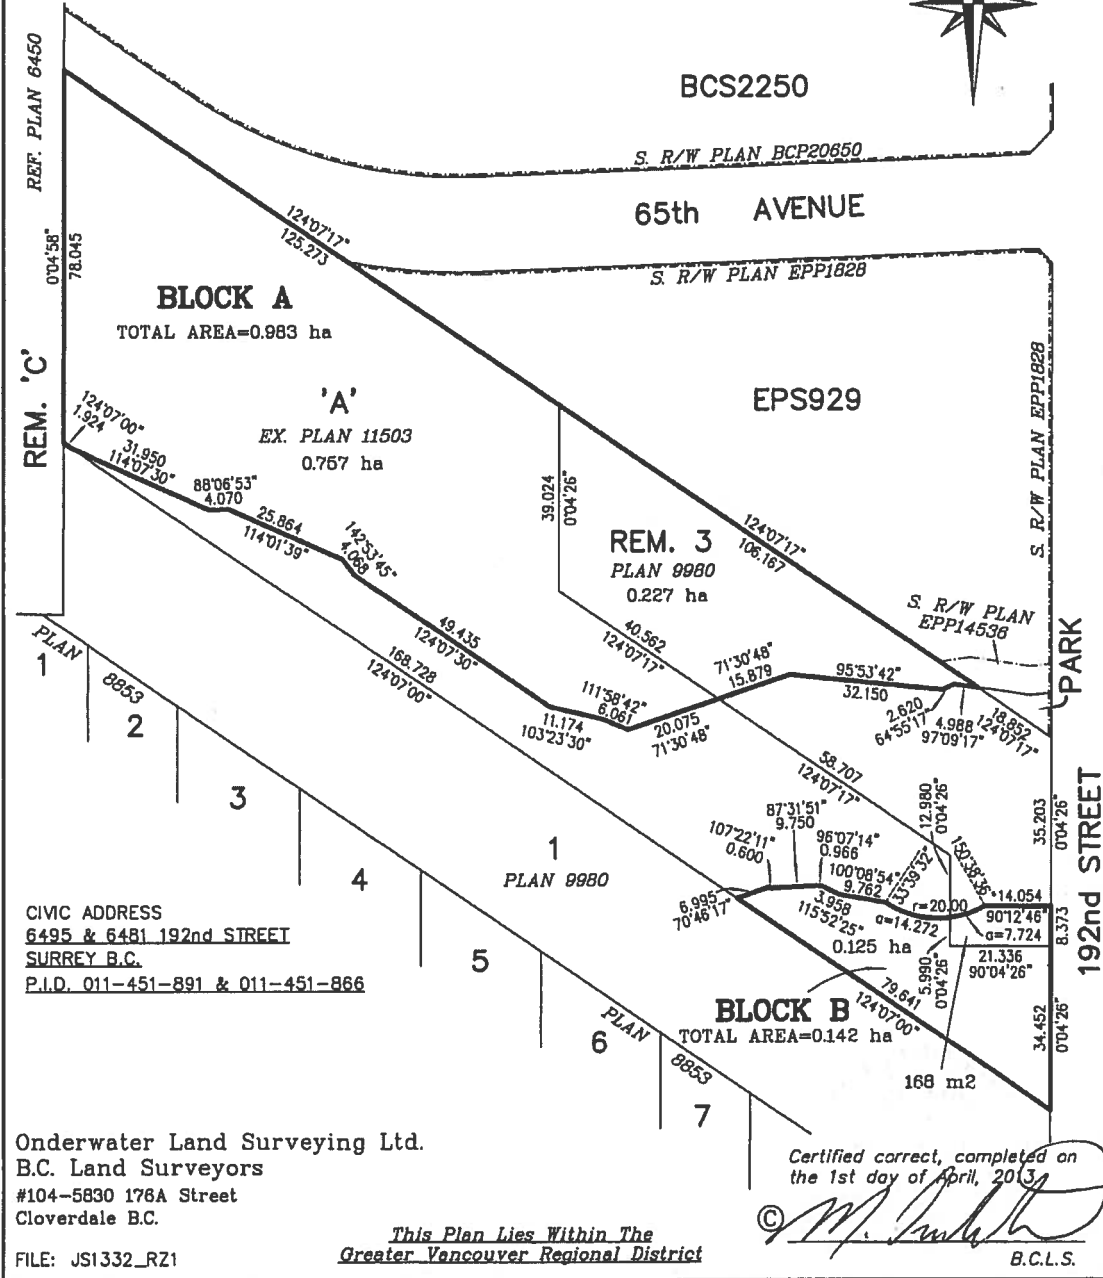 BCS2250
REF. PLAN 6450
S. R/W PLAN BCP20650
65th AVENUE
S. R/W PLAN EPP1828
124°07'17"
125.273
0°04'58"
78.045
BLOCK A
TOTAL AREA=0.983 ha
REM. 'C'
'A'
EX. PLAN 11503
0.757 ha
EPS929
S. R/W PLAN EPP1828
124°07'00"
1.924
31.950
114°07'30"
88°06'53"
4.070
25.864
114°01'39"
142°53'45"
4.068
39.024
0°04'26"
124°07'17"
106.167
REM. 3
PLAN 9980
0.227 ha
S. R/W PLAN
EPP14536
PARK
49.435
124°07'30"
168.728
124°07'00"
40.562
124°07'17"
71°30'48"
15.879
95°53'42"
32.150
2.620
64°55'17"
4.988
97°09'17"
18.852
124°07'17"
11.174
103°23'30"
111°58'42"
6.061
20.075
71°30'48"
PLAN
8853
1
2
3
4
5
6
7
58.707
124°07'17"
12.980
0°04'26"
35.203
0°04'26"
192nd STREET
1
PLAN 9980
107°22'11"
0.600
87°31'51"
9.750
96°07'14"
0.966
100°08'54"
9.762
33°39'32"
150°38'36"
r=20.00
14.054
90°12'46"
8.373
6.995
70°46'17"
3.958
115°52'25"
a=14.272
a=7.724
0.125 ha
5.990
0°04'26"
21.336
90°04'26"
79.641
124°07'00"
34.452
0°04'26"
BLOCK B
TOTAL AREA=0.142 ha
168 m2
PLAN
8853
CIVIC ADDRESS
6495 & 6481 192nd STREET
SURREY B.C.
P.I.D. 011-451-891 & 011-451-866
Onderwater Land Surveying Ltd.
B.C. Land Surveyors
#104-5830 176A Street
Cloverdale B.C.
FILE: JS1332_RZ1
This Plan Lies Within The
Greater Vancouver Regional District
Certified correct, completed on
the 1st day of April, 2013
©
B.C.L.S.